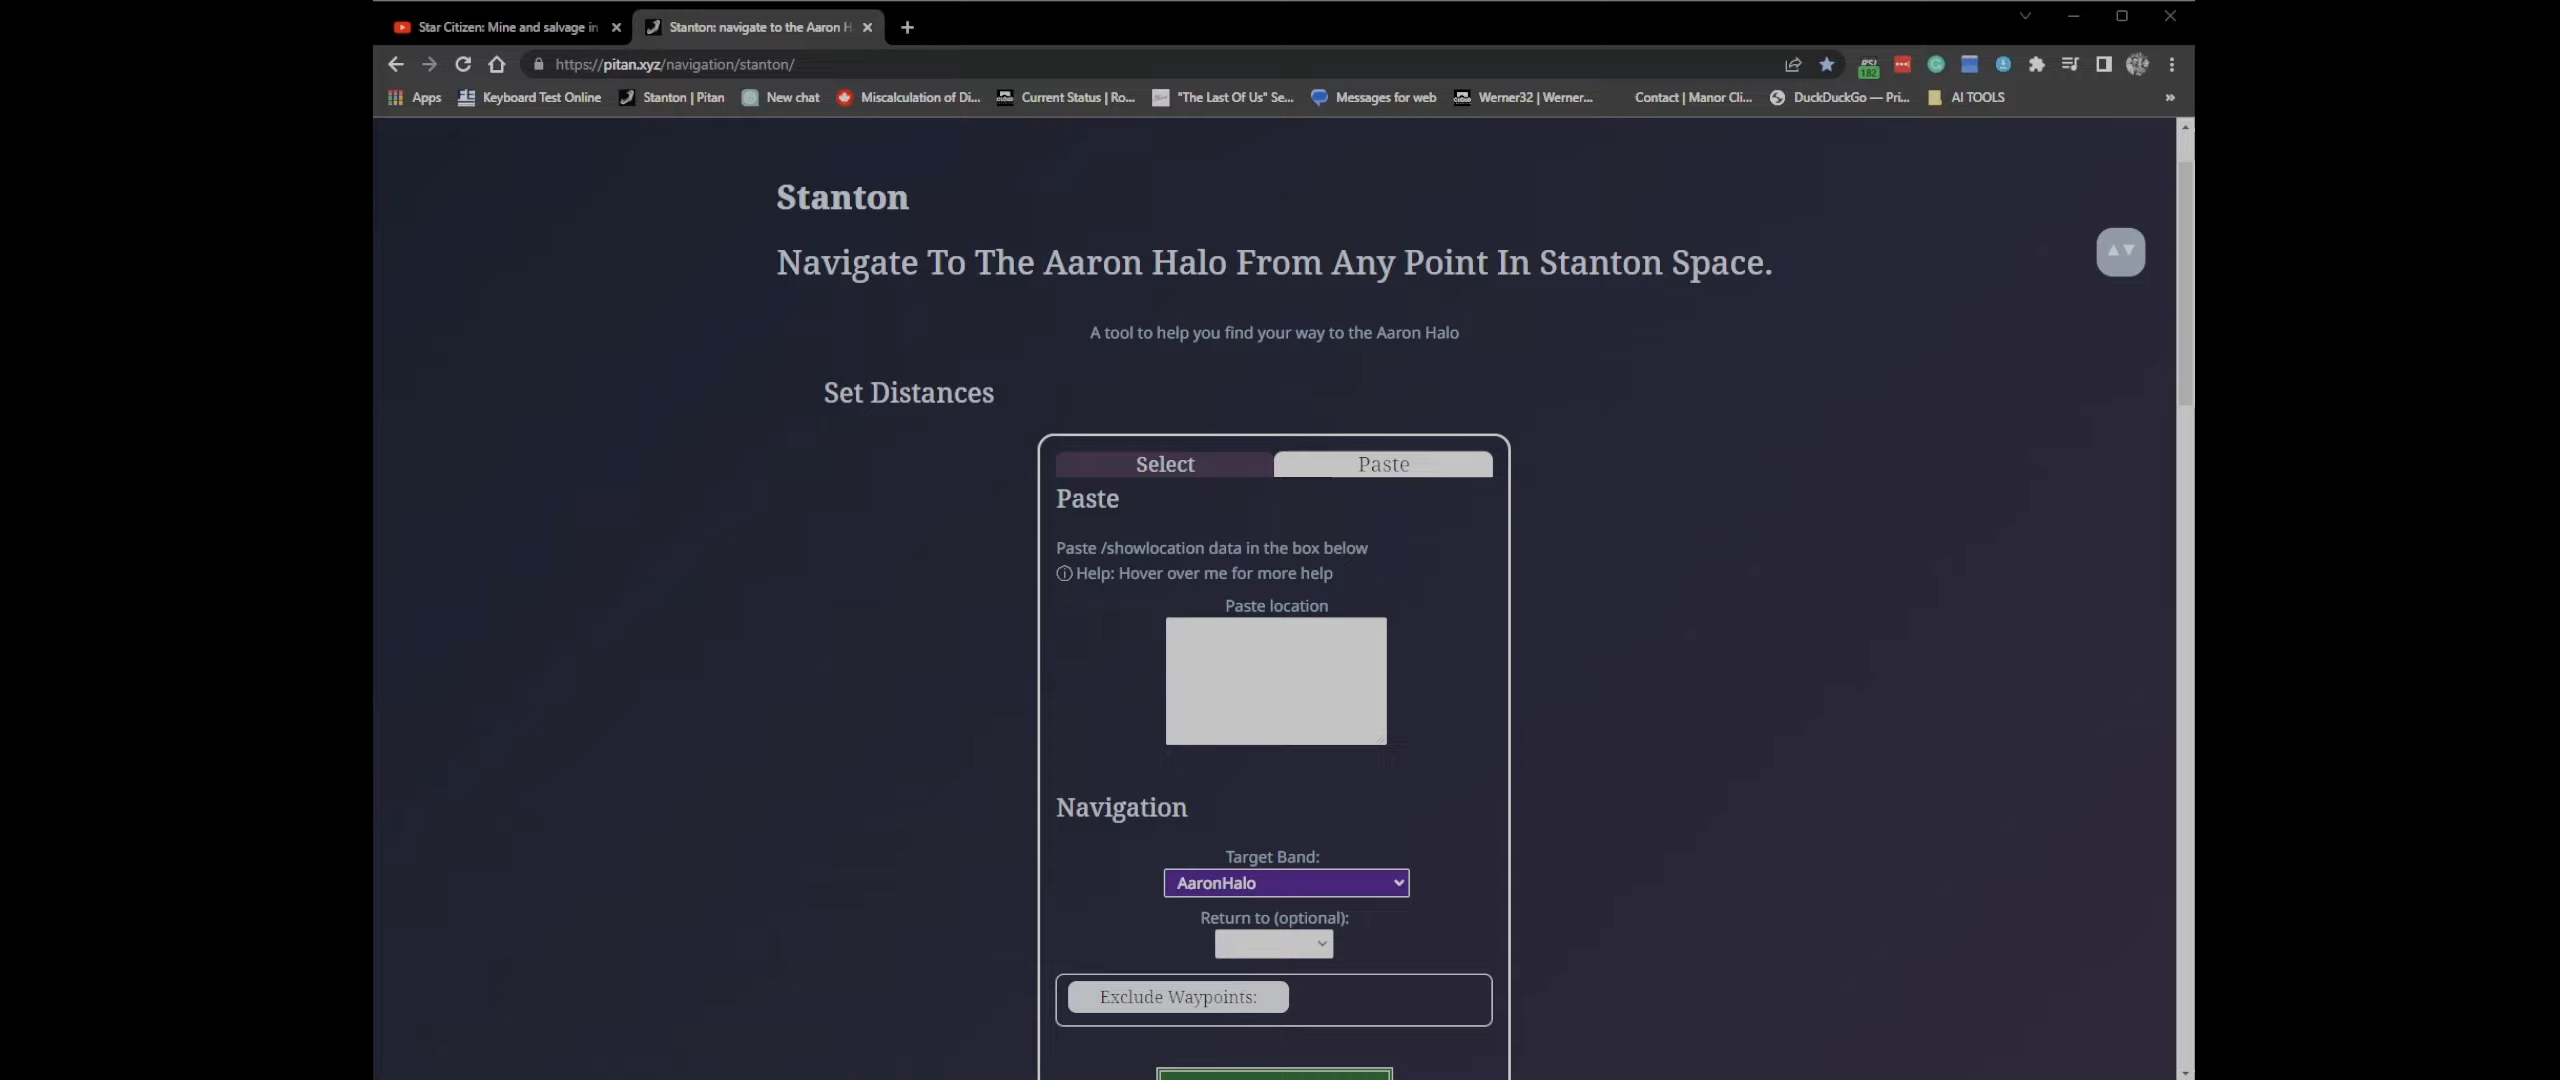 Star Citizen: Mine and salvage in
Stanton: navigate to the Aaron H
https://pitan.xyz/navigation/stanton/
182
Apps
Keyboard Test Online
Stanton | Pitan
New chat
Miscalculation of Di...
Current Status | Ro...
"The Last Of Us" Se...
Messages for web
Werner32 | Werner...
Contact | Manor Cli...
DuckDuckGo — Pri...
AI TOOLS
»
Stanton
Navigate To The Aaron Halo From Any Point In Stanton Space.
A tool to help you find your way to the Aaron Halo
Set Distances
Select
Paste
Paste
Paste /showlocation data in the box below
ⓘ Help: Hover over me for more help
Paste location
Navigation
Target Band:
AaronHalo
Return to (optional):
Exclude Waypoints: